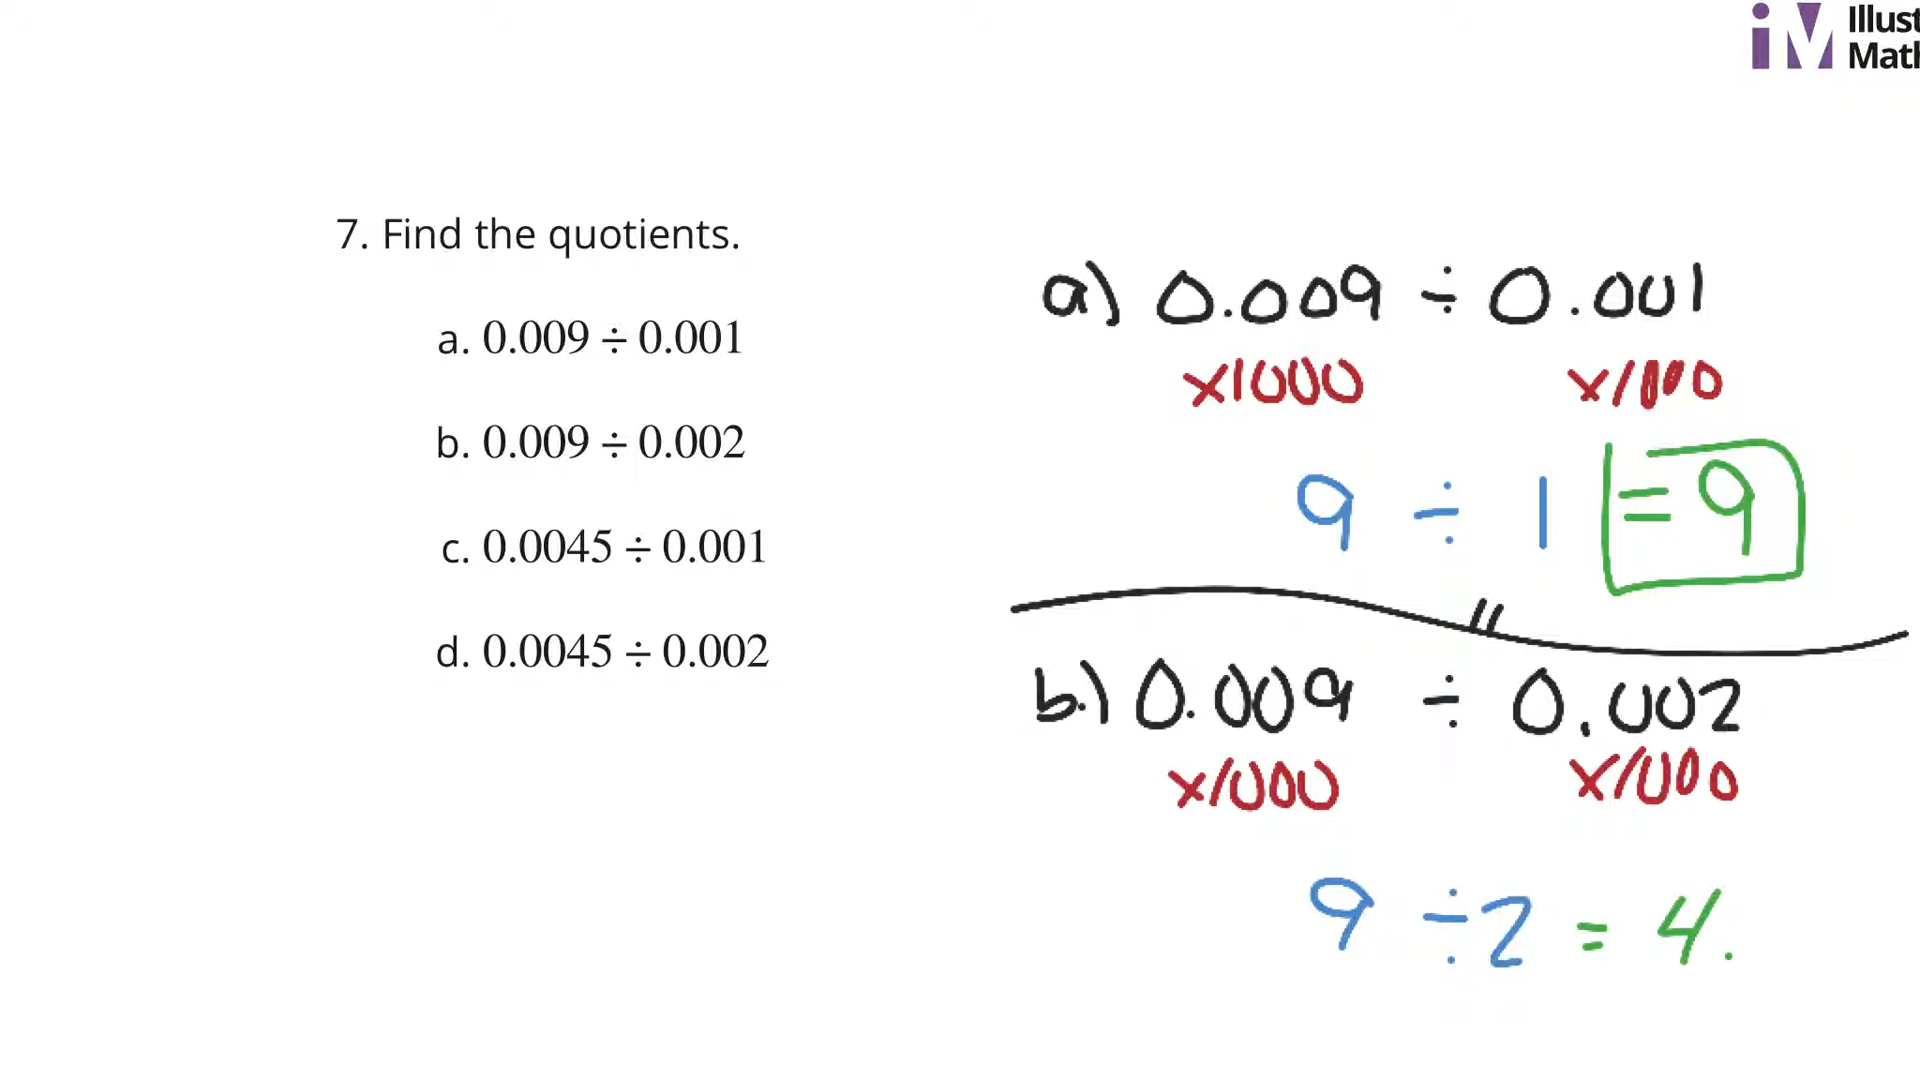 Illust
Math
7. Find the quotients.
a. 0.009 ÷ 0.001
b. 0.009 ÷ 0.002
c. 0.0045 ÷ 0.001
d. 0.0045 ÷ 0.002
a) 0.009 ÷ 0.001
x1000 x1000
9 ÷ 1 = 9
b.) 0.009 ÷ 0.002
x1000 x1000
9 ÷ 2 = 4.